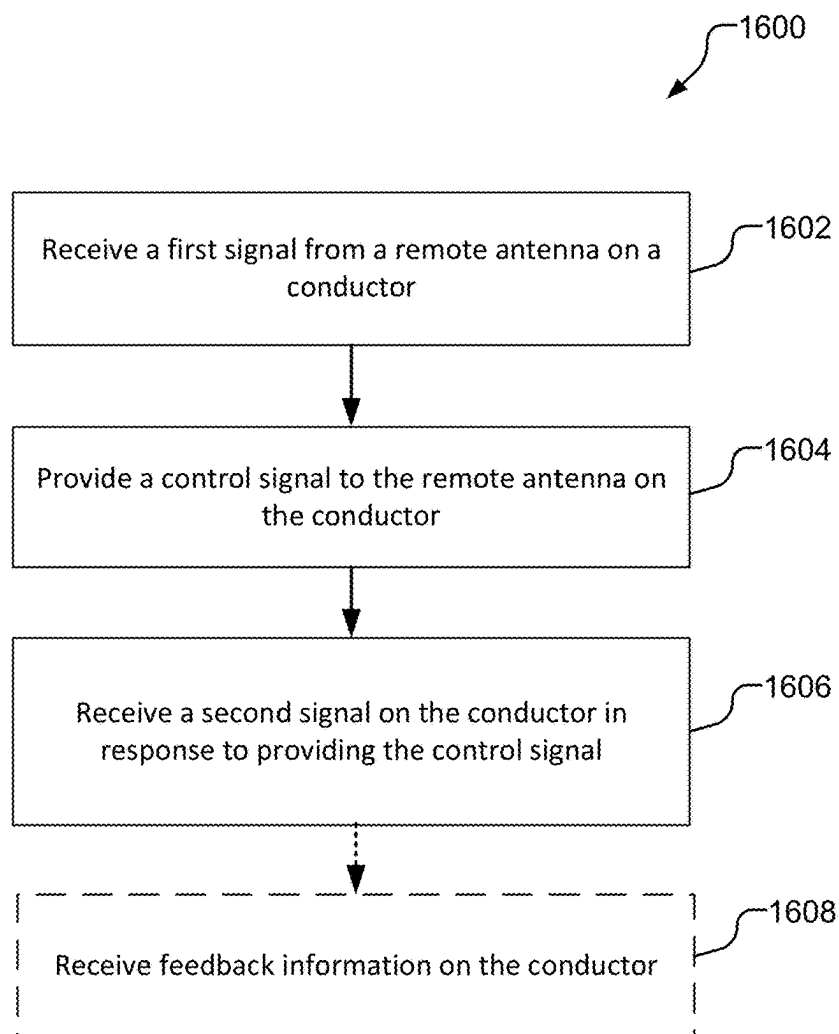 1600
Receive a first signal from a remote antenna on a
conductor
1602
Provide a control signal to the remote antenna on
the conductor
1604
Receive a second signal on the conductor in
response to providing the control signal
1606
Receive feedback information on the conductor
1608